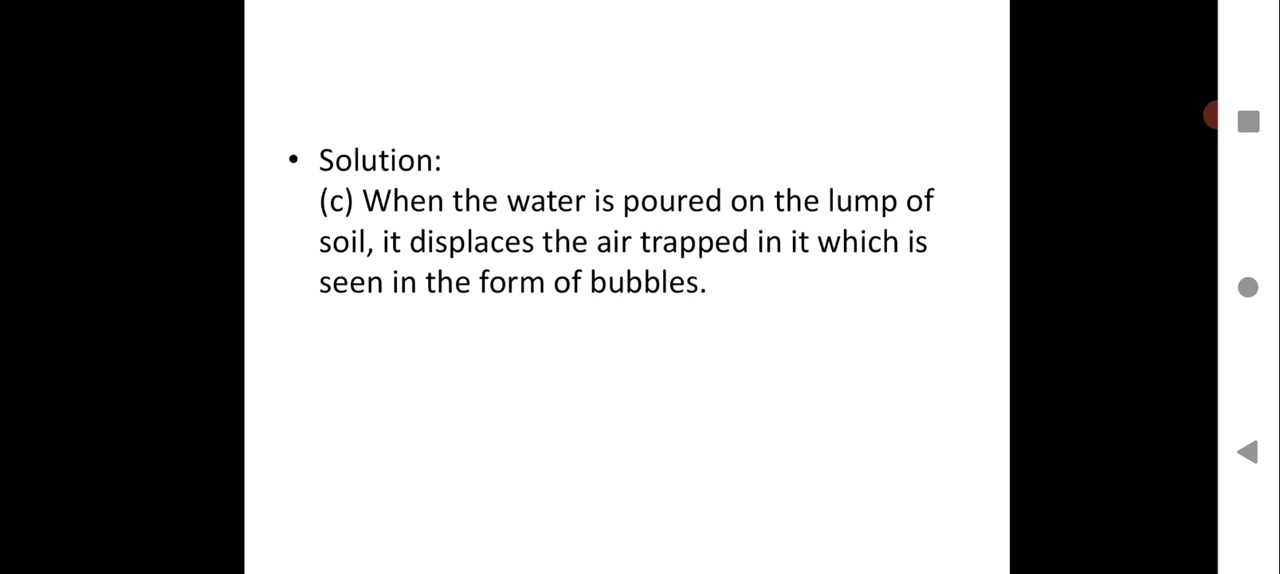 • Solution:
(c) When the water is poured on the lump of
soil, it displaces the air trapped in it which is
seen in the form of bubbles.